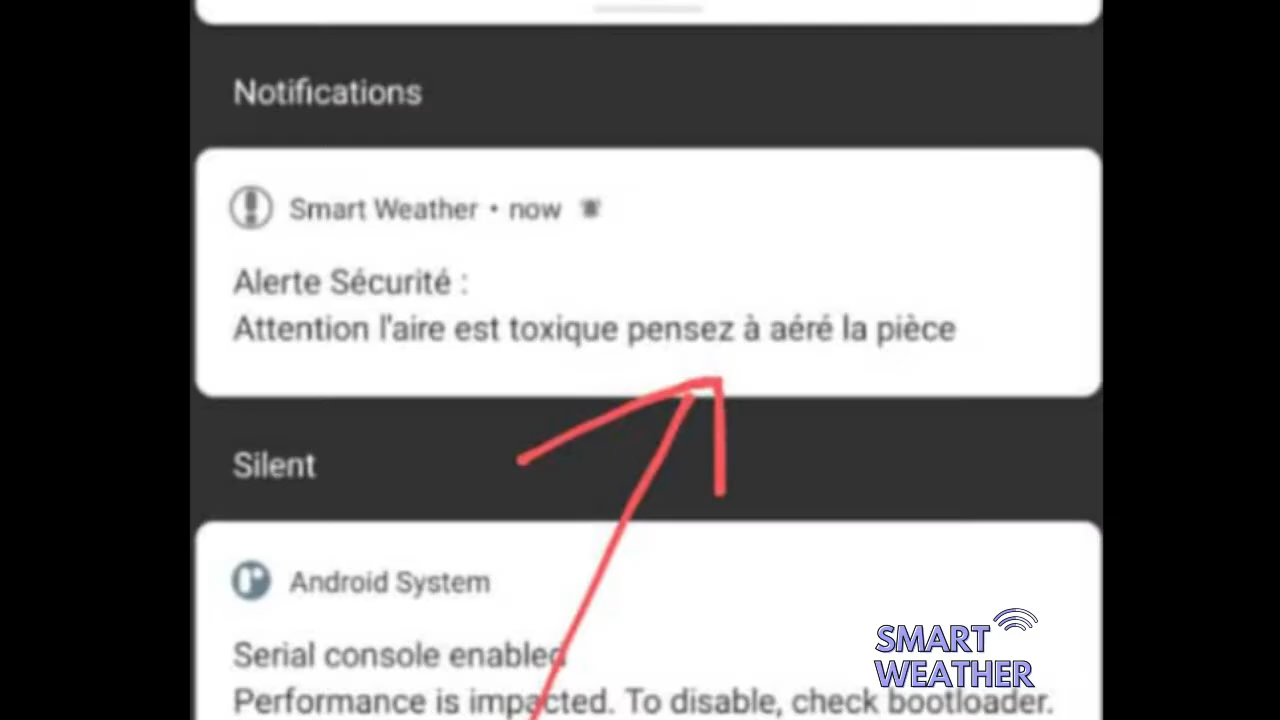 Notifications
Smart Weather • now
Alerte Sécurité :
Attention l'aire est toxique pensez à aéré la pièce
Silent
Android System
Serial console enabled
Performance is impacted. To disable, check bootloader.
SMART
WEATHER